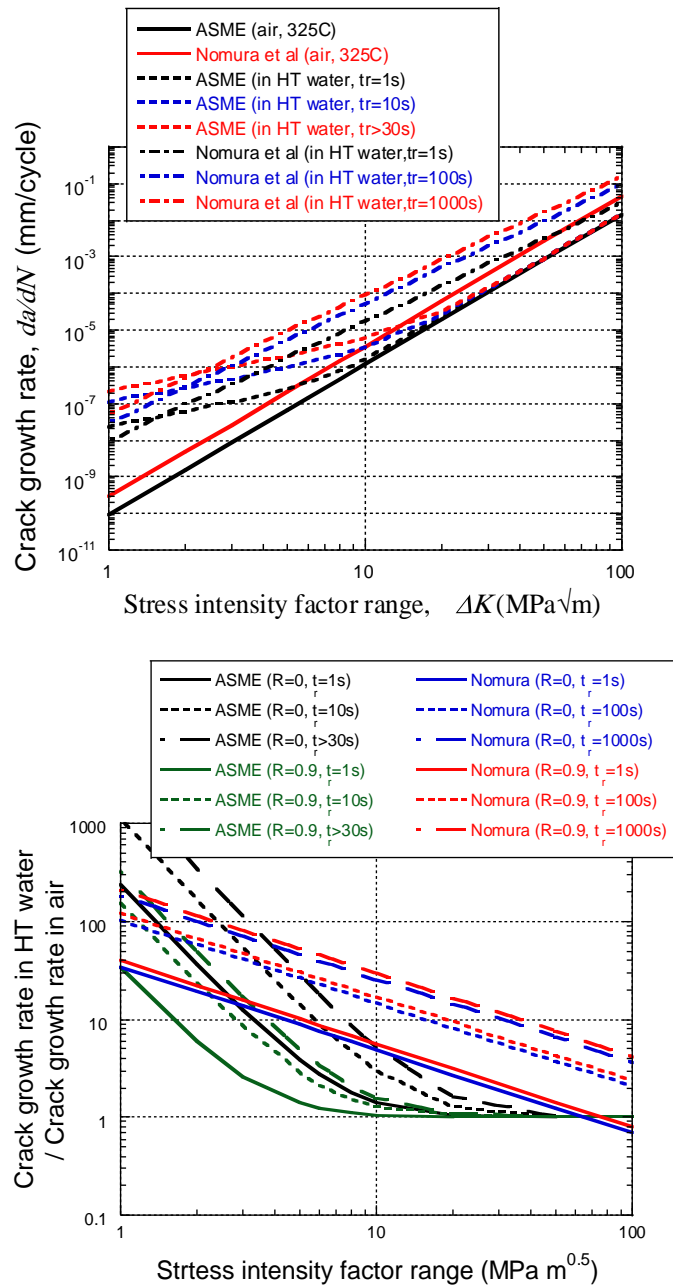 ASME (air, 325C)
Nomura et al (air, 325C)
ASME (in HT water, tr=1s)
ASME (in HT water, tr=10s)
ASME (in HT water, tr>30s)
Nomura et al (in HT water,tr=1s)
Nomura et al (in HT water,tr=100s)
Nomura et al (in HT water,tr=1000s)
Crack growth rate, da/dN (mm/cycle)
10⁻¹
10⁻³
10⁻⁵
10⁻⁷
10⁻⁹
10⁻¹¹
1 10 100
Stress intensity factor range, ΔK(MPa√m)
ASME (R=0, tᵣ=1s)
ASME (R=0, tᵣ=10s)
ASME (R=0, tᵣ>30s)
ASME (R=0.9, tᵣ=1s)
ASME (R=0.9, tᵣ=10s)
ASME (R=0.9, tᵣ>30s)
Nomura (R=0, tᵣ=1s)
Nomura (R=0, tᵣ=100s)
Nomura (R=0, tᵣ=1000s)
Nomura (R=0.9, tᵣ=1s)
Nomura (R=0.9, tᵣ=100s)
Nomura (R=0.9, tᵣ=1000s)
Crack growth rate in HT water
/ Crack growth rate in air
1000
100
10
1
0.1
1 10 100
Strtess intensity factor range (MPa m⁰·⁵)